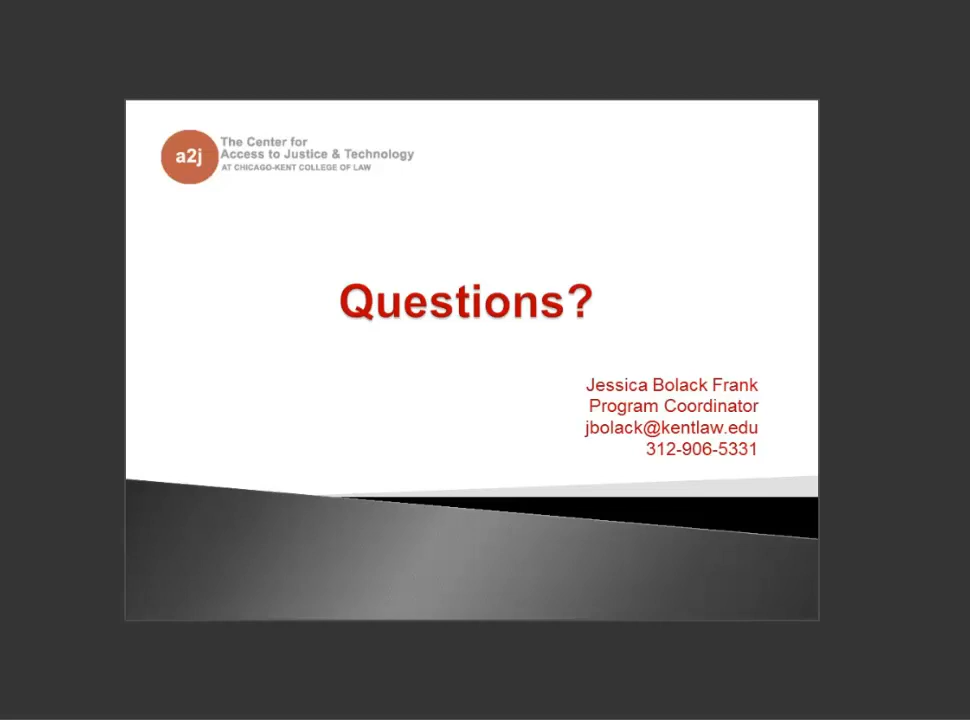 a2j
The Center for
Access to Justice & Technology
AT CHICAGO-KENT COLLEGE OF LAW
Questions?
Jessica Bolack Frank
Program Coordinator
jbolack@kentlaw.edu
312-906-5331